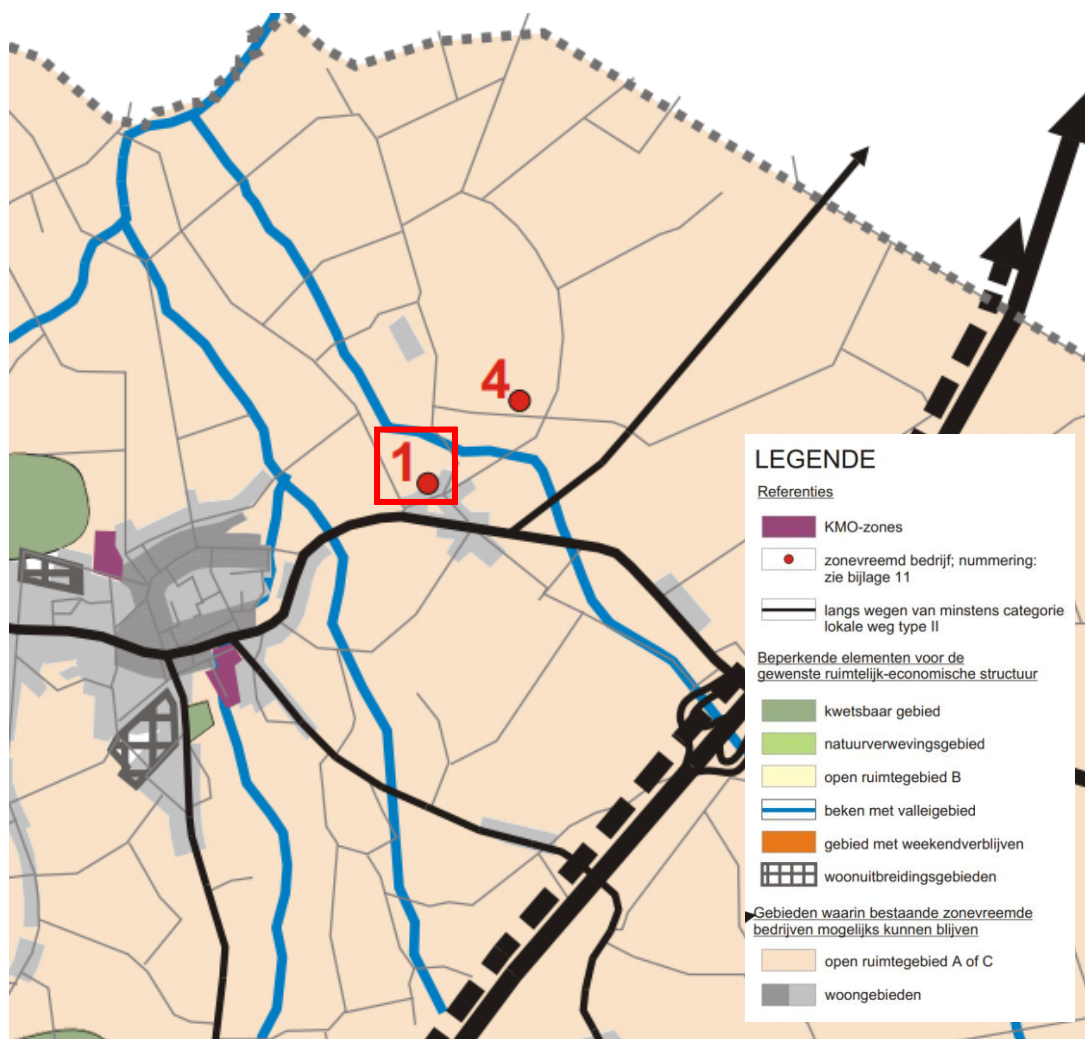 4
1
LEGENDE
Referenties
KMO-zones
zonevreemd bedrijf; nummering:
zie bijlage 11
langs wegen van minstens categorie
lokale weg type II
Beperkende elementen voor de
gewenste ruimtelijk-economische structuur
kwetsbaar gebied
natuurverwevingsgebied
open ruimtegebied B
beken met valleigebied
gebied met weekendverblijven
woonuitbreidingsgebieden
Gebieden waarin bestaande zonevreemde
bedrijven mogelijks kunnen blijven
open ruimtegebied A of C
woongebieden